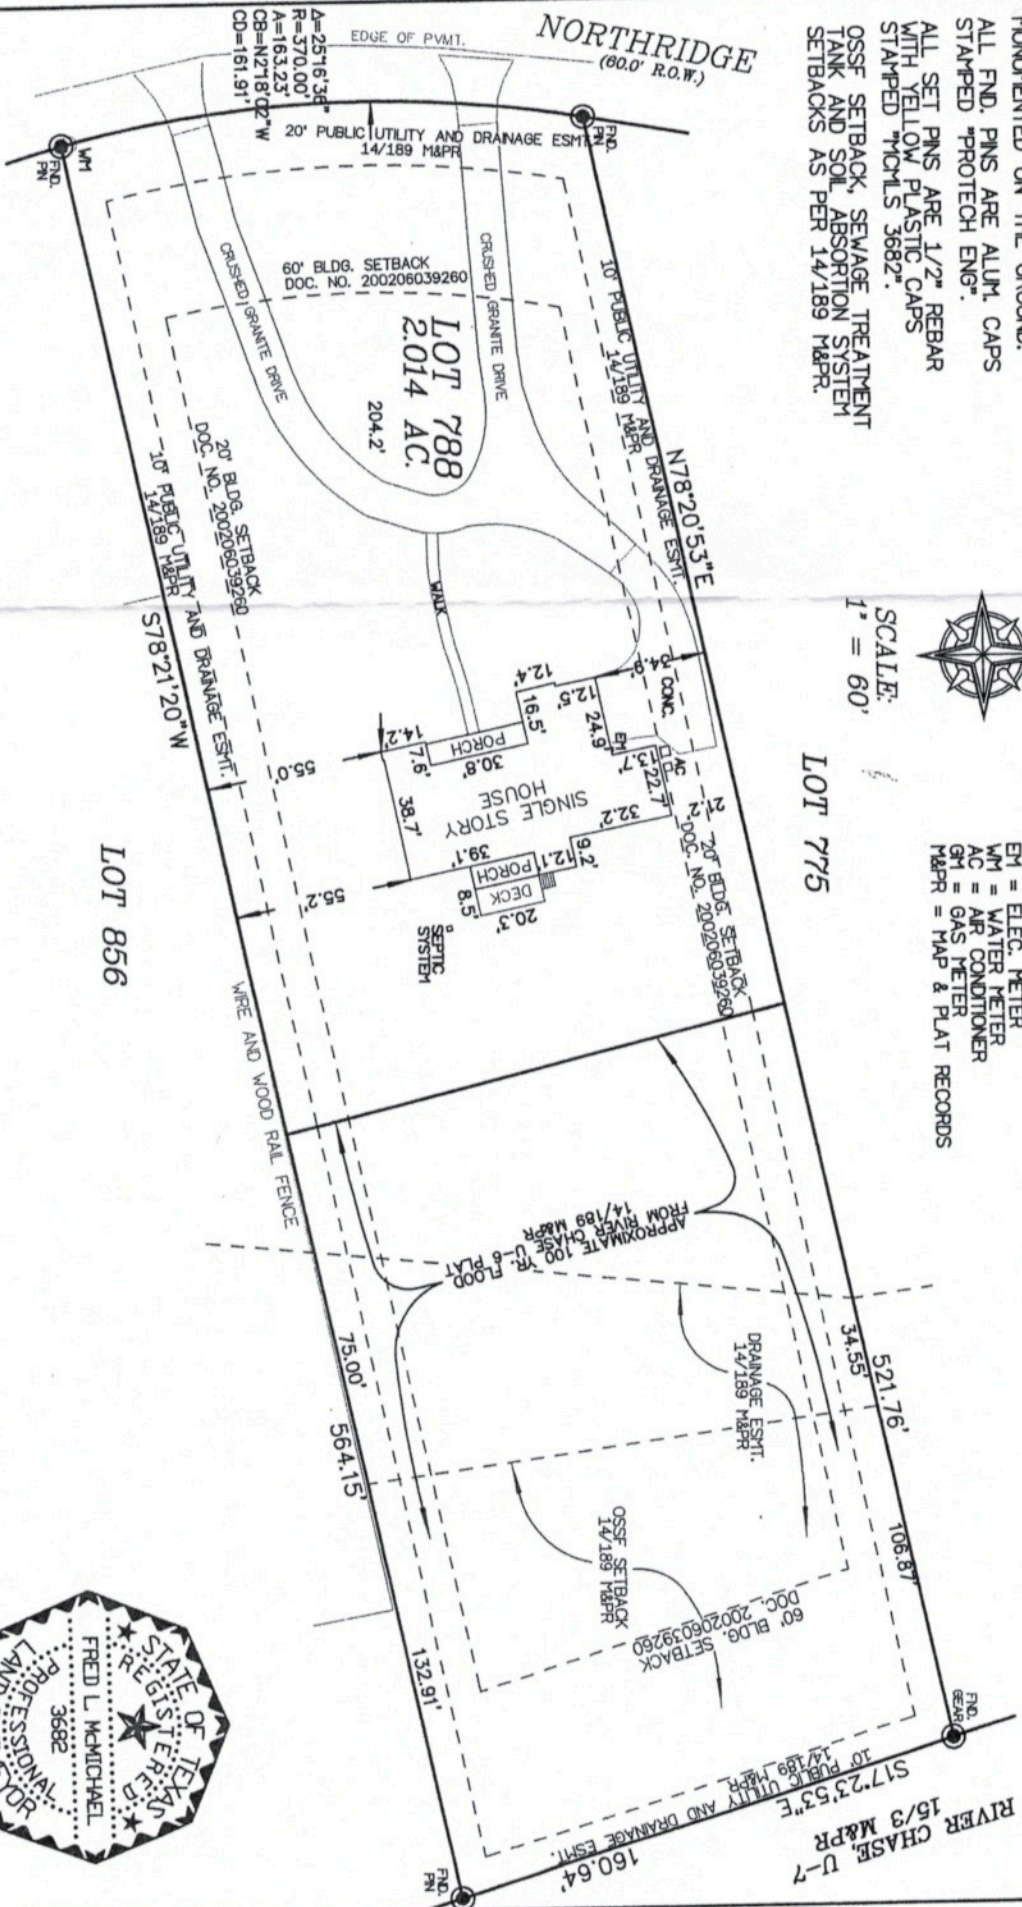 MONUMENTED ON THE GROUND.
ALL FND. PINS ARE ALUM. CAPS
STAMPED "PROTECH ENG".
ALL SET PINS ARE 1/2" REBAR
WITH YELLOW PLASTIC CAPS
STAMPED "MCMLS 3682".
OSSF SETBACK, SEWAGE TREATMENT
TANK AND SOIL ABSORTION SYSTEM
SETBACKS AS PER 14/189 M&PR.
SCALE:
1" = 60'
EM = ELEC. METER
WM = WATER METER
AC = AIR CONDITIONER
GM = GAS METER
M&PR = MAP & PLAT RECORDS
NORTHRIDGE
(60.0' R.O.W.)
EDGE OF PVMT.
Δ=25°16'36"
R=370.00'
A=163.23'
CB=N2°18'02"W
CD=161.91'
WM
FND.
PIN
FND.
PIN
20' PUBLIC UTILITY AND DRAINAGE ESMT.
14/189 M&PR
CRUSHED GRANITE DRIVE
CRUSHED GRANITE DRIVE
60' BLDG. SETBACK
DOC. NO. 200206039260
LOT 788
2.014 AC.
204.2'
10' PUBLIC UTILITY AND DRAINAGE ESMT.
14/189 M&PR
N78°20'53"E
LOT 775
20' BLDG. SETBACK
DOC. NO. 200206039260
10' PUBLIC UTILITY AND DRAINAGE ESMT.
14/189 M&PR
S78°21'20"W
WALK
34.9'
CONC.
12.4'
12.5'
16.5'
24.9'
EM
13.7'
AC
22.7'
21.2'
14.2'
7.6'
PORCH
30.8'
SINGLE STORY
HOUSE
32.2'
38.7'
39.1'
PORCH
12.1'
9.2'
DECK
8.5'
20.3'
55.0'
55.2'
SEPTIC
SYSTEM
20' BLDG. SETBACK
DOC. NO. 200206039260
LOT 856
WIRE AND WOOD RAIL FENCE
APPROXIMATE 100 YR. FLOOD
FROM RIVER CHASE U-6 PLAT
14/189 M&PR
34.55'
521.76'
106.87'
DRAINAGE ESMT.
14/189 M&PR
75.00'
564.15'
132.91'
OSSF SETBACK
14/189 M&PR
60' BLDG. SETBACK
DOC. 200206039260
10' PUBLIC UTILITY AND DRAINAGE ESMT.
14/189 M&PR
S17°23'53"E
160.64'
FND.
GEAR
FND.
PIN
RIVER CHASE, U-7
15/3 M&PR
STATE OF TEXAS
REGISTERED
FRED L. McMICHAEL
3682
PROFESSIONAL